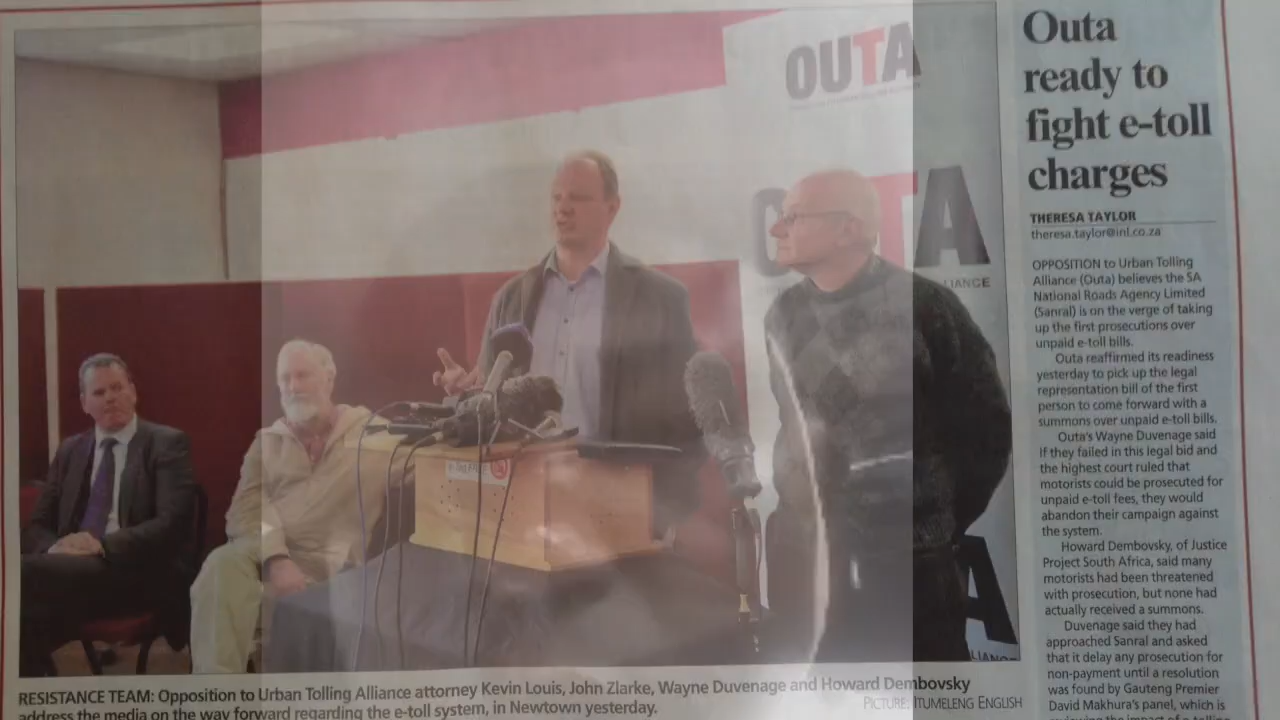 OUTA
OUTA
LIANCE
A
LIANCE
Outa
ready to
fight e-toll
charges
THERESA TAYLOR
theresa.taylor@inl.co.za
OPPOSITION to Urban Tolling
Alliance (Outa) believes the SA
National Roads Agency Limited
(Sanral) is on the verge of taking
up the first prosecutions over
unpaid e-toll bills.
Outa reaffirmed its readiness
yesterday to pick up the legal
representation bill of the first
person to come forward with a
summons over unpaid e-toll bills.
Outa's Wayne Duvenage said
If they failed in this legal bid and
the highest court ruled that
motorists could be prosecuted for
unpaid e-toll fees, they would
abandon their campaign against
the system.
Howard Dembovsky, of Justice
Project South Africa, said many
motorists had been threatened
with prosecution, but none had
actually received a summons.
Duvenage said they had
approached Sanral and asked
that it delay any prosecution for
non-payment until a resolution
was found by Gauteng Premier
David Makhura's panel, which is
RESISTANCE TEAM: Opposition to Urban Tolling Alliance attorney Kevin Louis, John Zlarke, Wayne Duvenage and Howard Dembovsky
address the media on the way forward regarding the e-toll system, in Newtown yesterday.
PICTURE: ITUMELENG ENGLISH